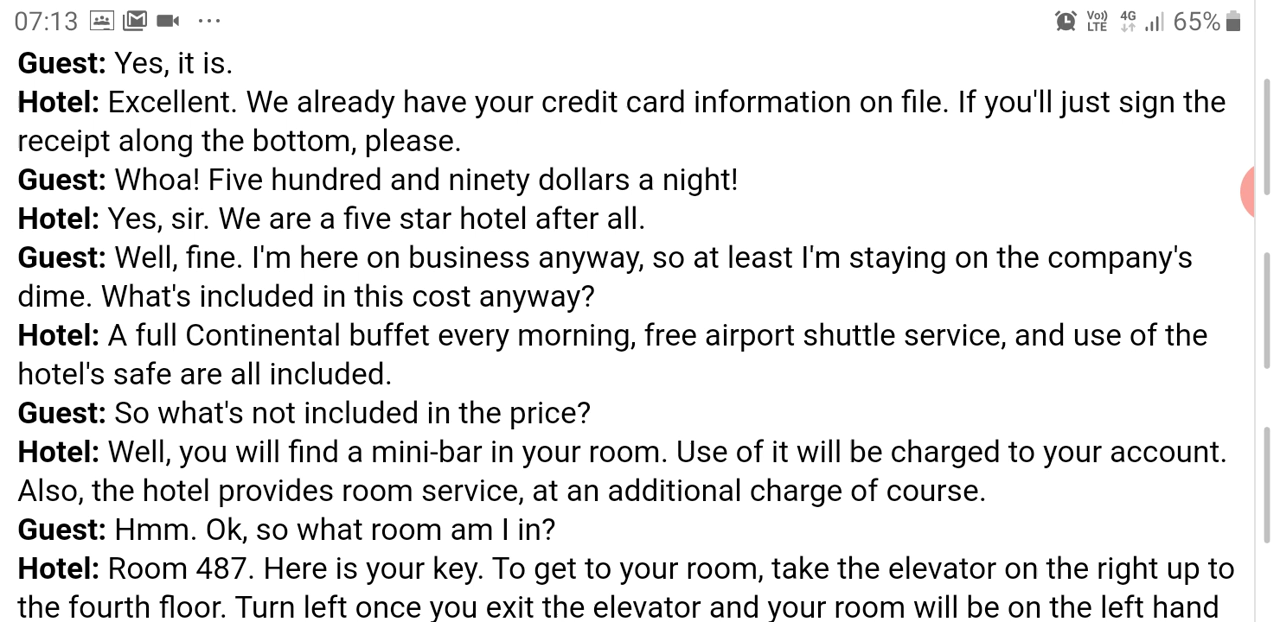 07:13 ... Vo)) LTE 4G 65%
Guest: Yes, it is.
Hotel: Excellent. We already have your credit card information on file. If you'll just sign the
receipt along the bottom, please.
Guest: Whoa! Five hundred and ninety dollars a night!
Hotel: Yes, sir. We are a five star hotel after all.
Guest: Well, fine. I'm here on business anyway, so at least I'm staying on the company's
dime. What's included in this cost anyway?
Hotel: A full Continental buffet every morning, free airport shuttle service, and use of the
hotel's safe are all included.
Guest: So what's not included in the price?
Hotel: Well, you will find a mini-bar in your room. Use of it will be charged to your account.
Also, the hotel provides room service, at an additional charge of course.
Guest: Hmm. Ok, so what room am I in?
Hotel: Room 487. Here is your key. To get to your room, take the elevator on the right up to
the fourth floor. Turn left once you exit the elevator and your room will be on the left hand